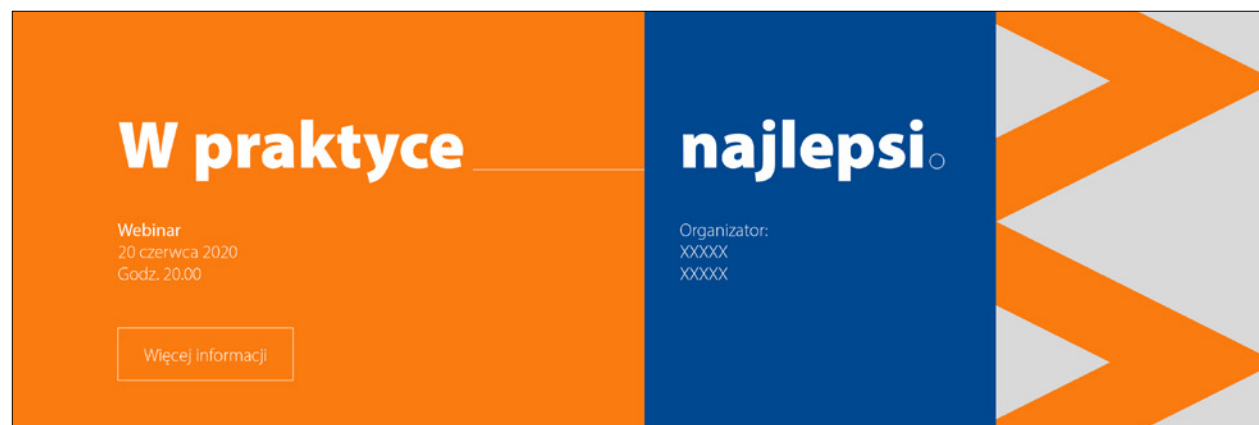 W praktyce najlepsi
Webinar
20 czerwca 2020
Godz. 20.00
Więcej informacji
Organizator:
XXXXX
XXXXX